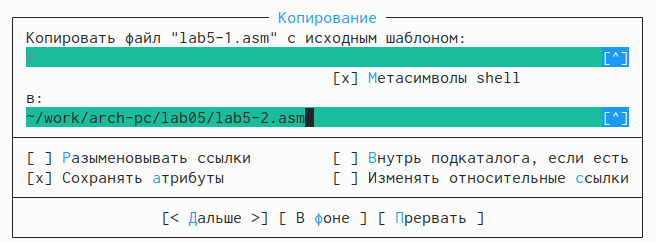 Копирование
Копировать файл "lab5-1.asm" с исходным шаблоном:
*
[^]
[x] Метасимволы shell
в:
~/work/arch-pc/lab05/lab5-2.asm
[^]
[ ] Разыменовывать ссылки
[ ] Внутрь подкаталога, если есть
[x] Сохранять атрибуты
[ ] Изменять относительные ссылки
[< Дальше >] [ В фоне ] [ Прервать ]